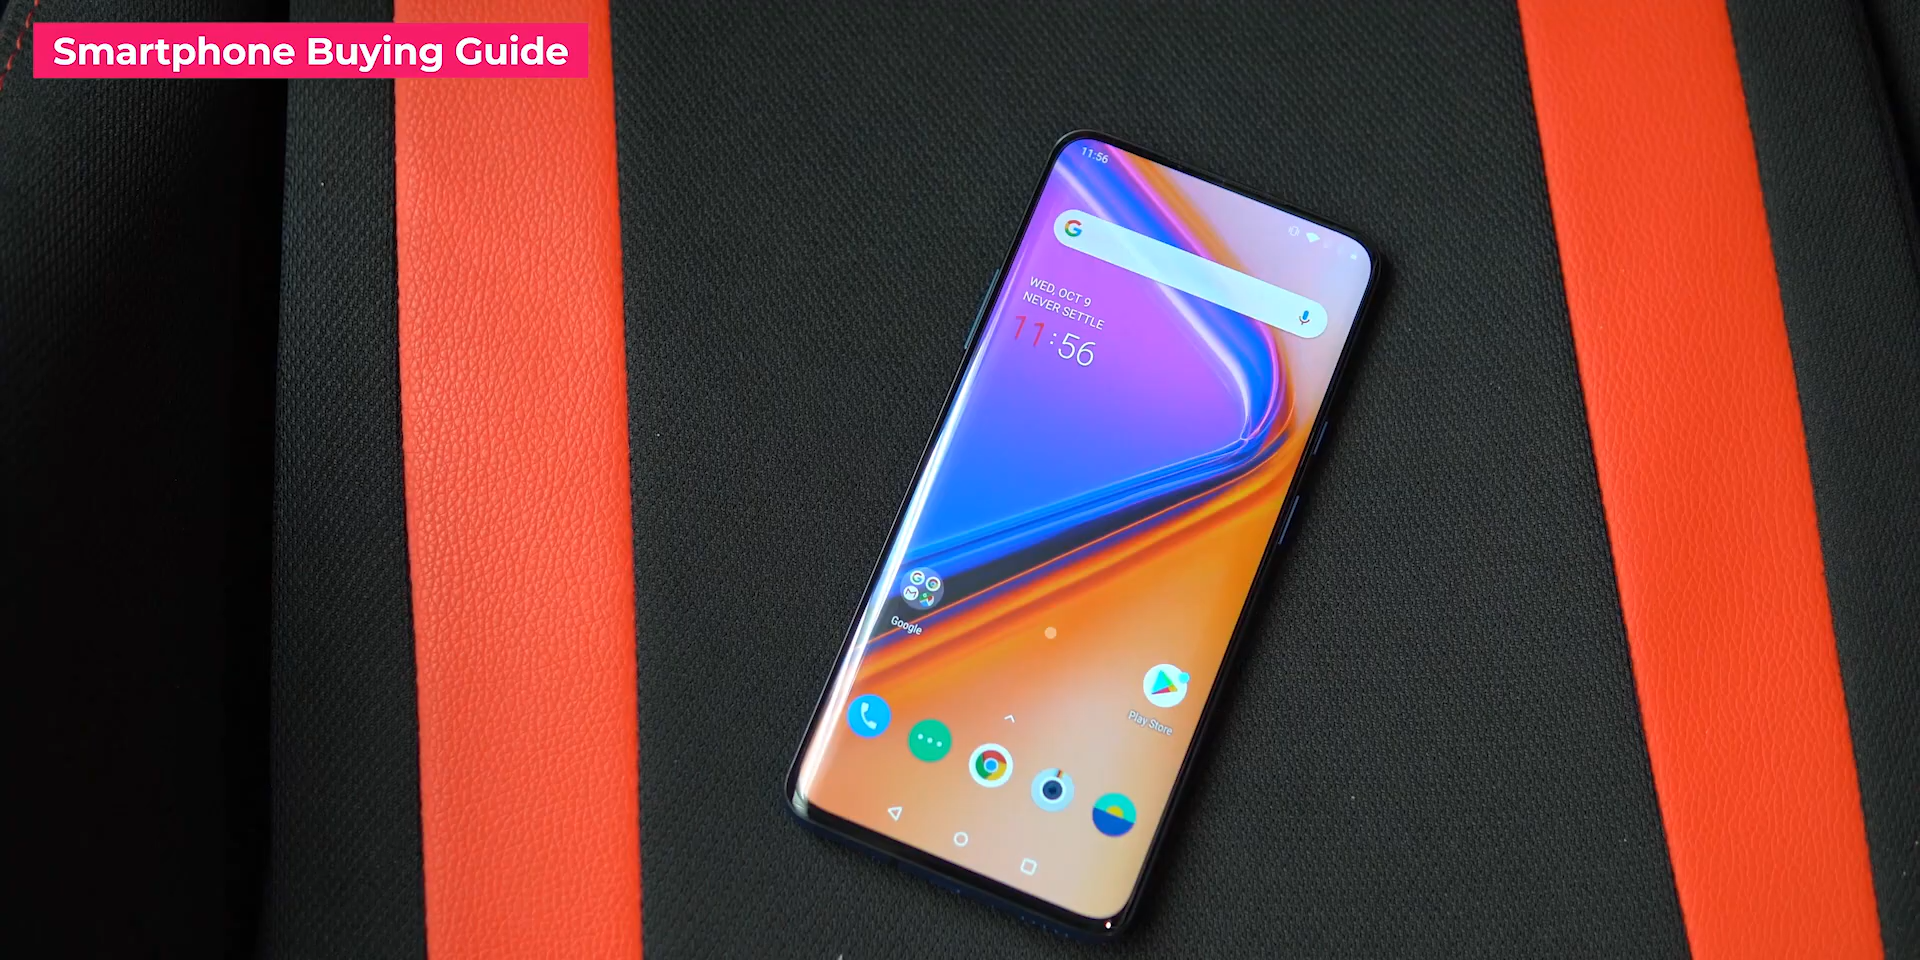 Smartphone Buying Guide
11:56
WED, OCT 9
NEVER SETTLE
11:56
Google
Play Store